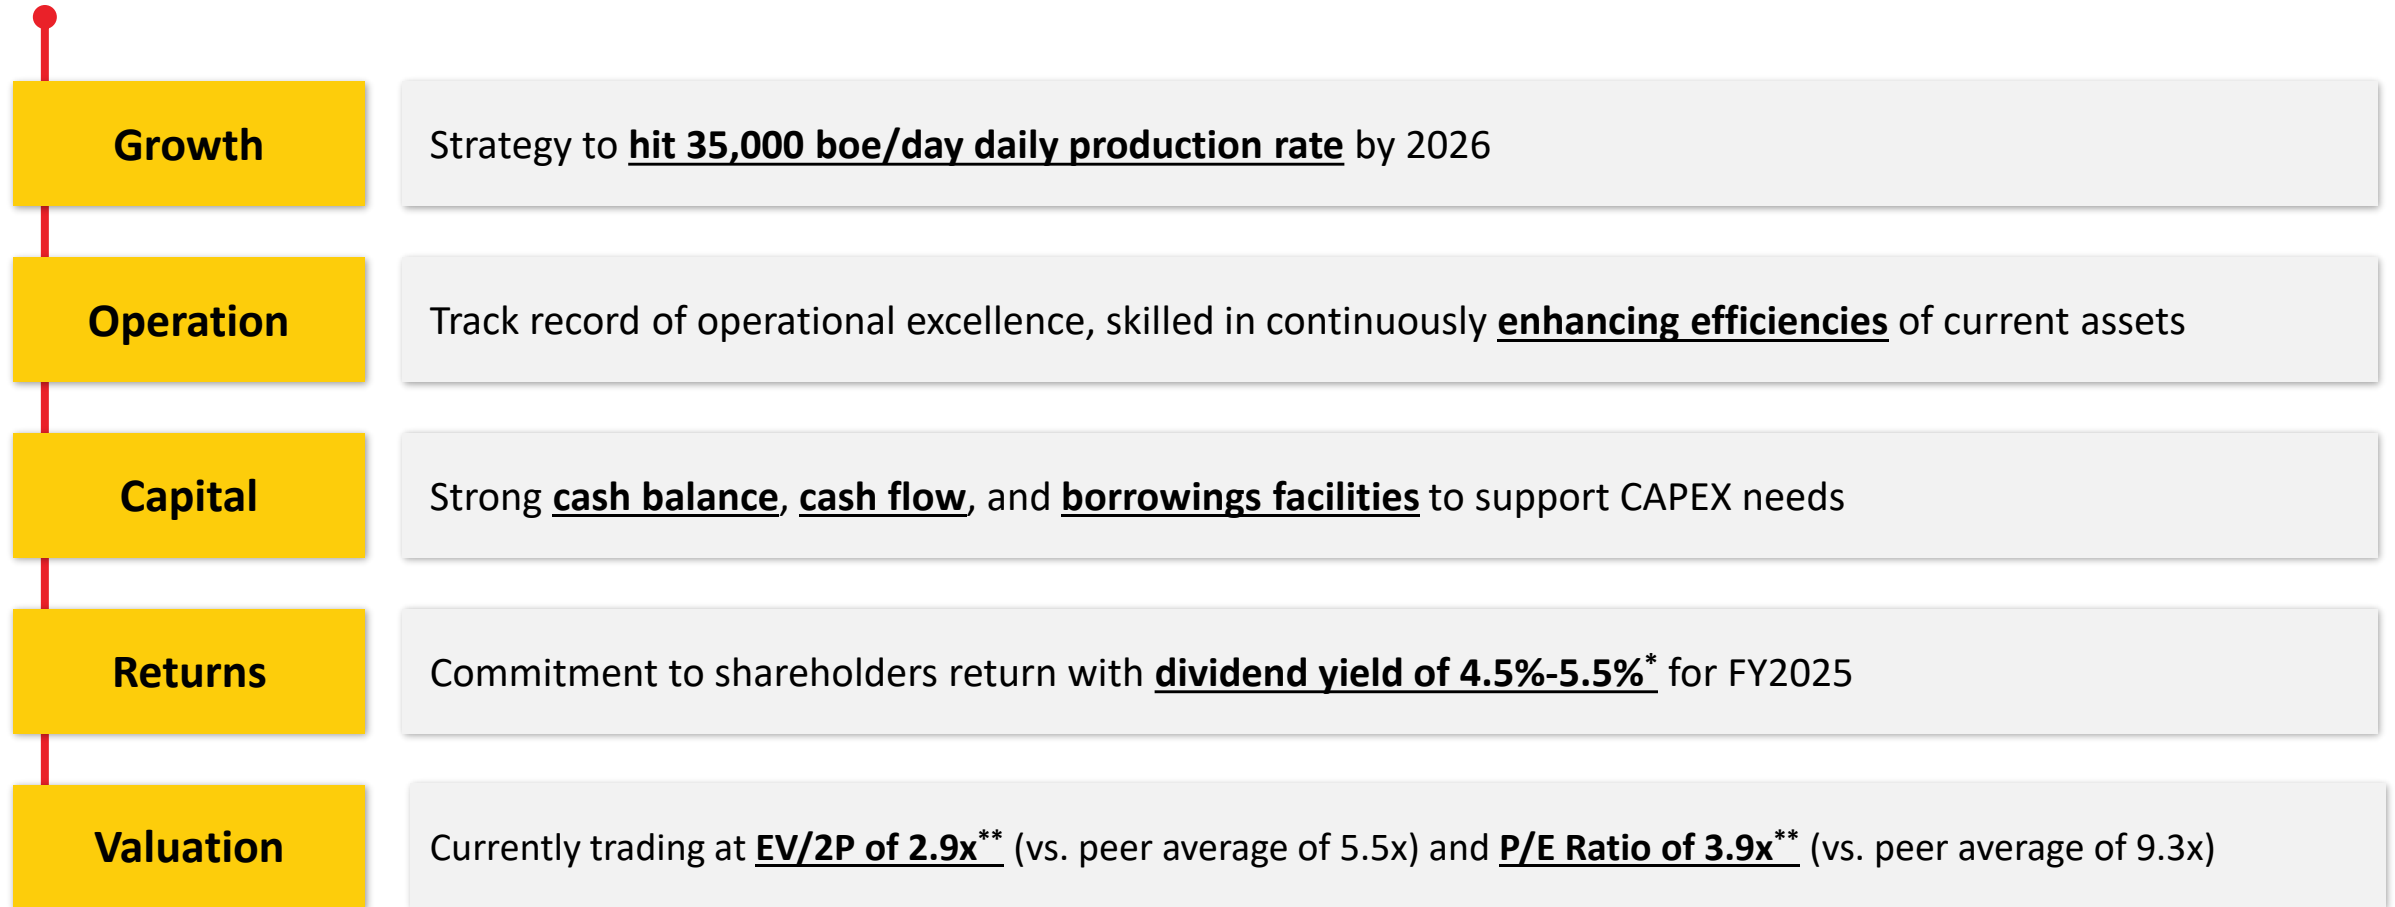 Growth
Strategy to hit 35,000 boe/day daily production rate by 2026
Operation
Track record of operational excellence, skilled in continuously enhancing efficiencies of current assets
Capital
Strong cash balance, cash flow, and borrowings facilities to support CAPEX needs
Returns
Commitment to shareholders return with dividend yield of 4.5%-5.5%* for FY2025
Valuation
Currently trading at EV/2P of 2.9x** (vs. peer average of 5.5x) and P/E Ratio of 3.9x** (vs. peer average of 9.3x)